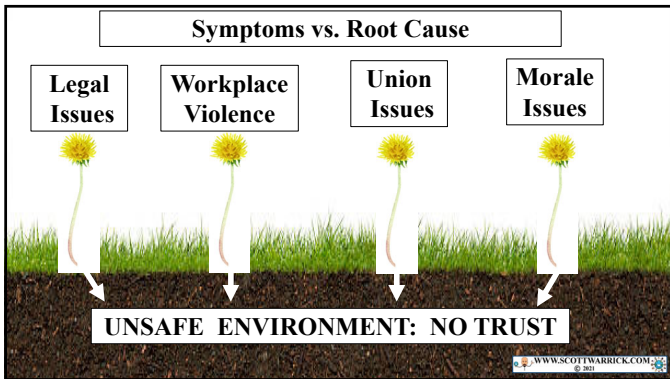 Symptoms vs. Root Cause
Legal
Issues
Workplace
Violence
Union
Issues
Morale
Issues
UNSAFE ENVIRONMENT: NO TRUST
WWW.SCOTTWARRICK.COM
© 2021